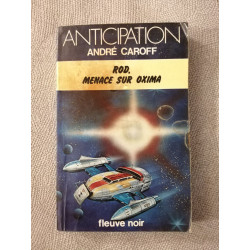 ANTICIPATION
ANDRÉ CAROFF
ROD,
MENACE SUR OXIMA
fleuve noir